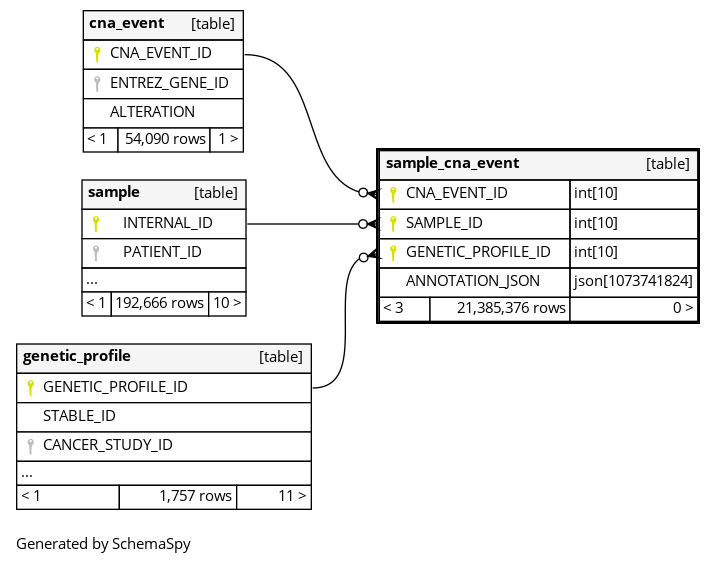 cna_event [table]
CNA_EVENT_ID
ENTREZ_GENE_ID
ALTERATION
< 1 54,090 rows 1 >
sample [table]
INTERNAL_ID
PATIENT_ID
...
< 1 192,666 rows 10 >
genetic_profile [table]
GENETIC_PROFILE_ID
STABLE_ID
CANCER_STUDY_ID
...
< 1 1,757 rows 11 >
sample_cna_event [table]
CNA_EVENT_ID int[10]
SAMPLE_ID int[10]
GENETIC_PROFILE_ID int[10]
ANNOTATION_JSON json[1073741824]
< 3 21,385,376 rows 0 >
Generated by SchemaSpy